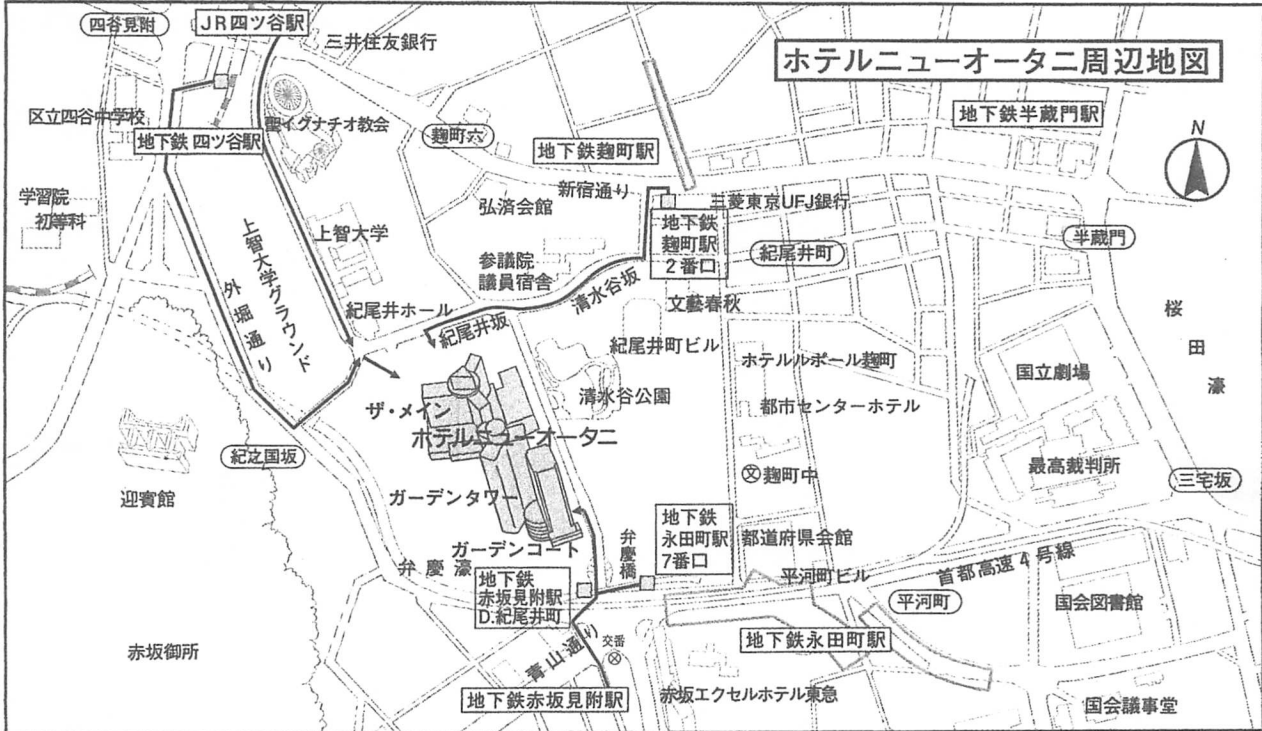 ホテルニューオータニ周辺地図
四谷見附
JR四ツ谷駅
三井住友銀行
区立四谷中学校
地下鉄 四ツ谷駅
聖イグナチオ教会
麹町六
地下鉄麹町駅
地下鉄半蔵門駅
N
学習院
初等科
上智大学
新宿通り
弘済会館
三菱東京UFJ銀行
地下鉄
麹町駅
2番口
紀尾井町
半蔵門
参議院
議員宿舎
上智大学グラウンド
外堀通り
清水谷坂
文藝春秋
桜田濠
紀尾井ホール
紀尾井坂
紀尾井町ビル
ホテルルポール麹町
国立劇場
清水谷公園
都市センターホテル
ザ・メイン
ホテルニューオータニ
紀之国坂
迎賓館
㊫麹町中
最高裁判所
三宅坂
ガーデンタワー
ガーデンコート
地下鉄
永田町駅
7番口
弁慶橋
都道府県会館
弁慶濠
地下鉄
赤坂見附駅
D.紀尾井町
平河町ビル
首都高速4号線
平河町
国会図書館
赤坂御所
青山通り
交番
地下鉄永田町駅
地下鉄赤坂見附駅
赤坂エクセルホテル東急
国会議事堂